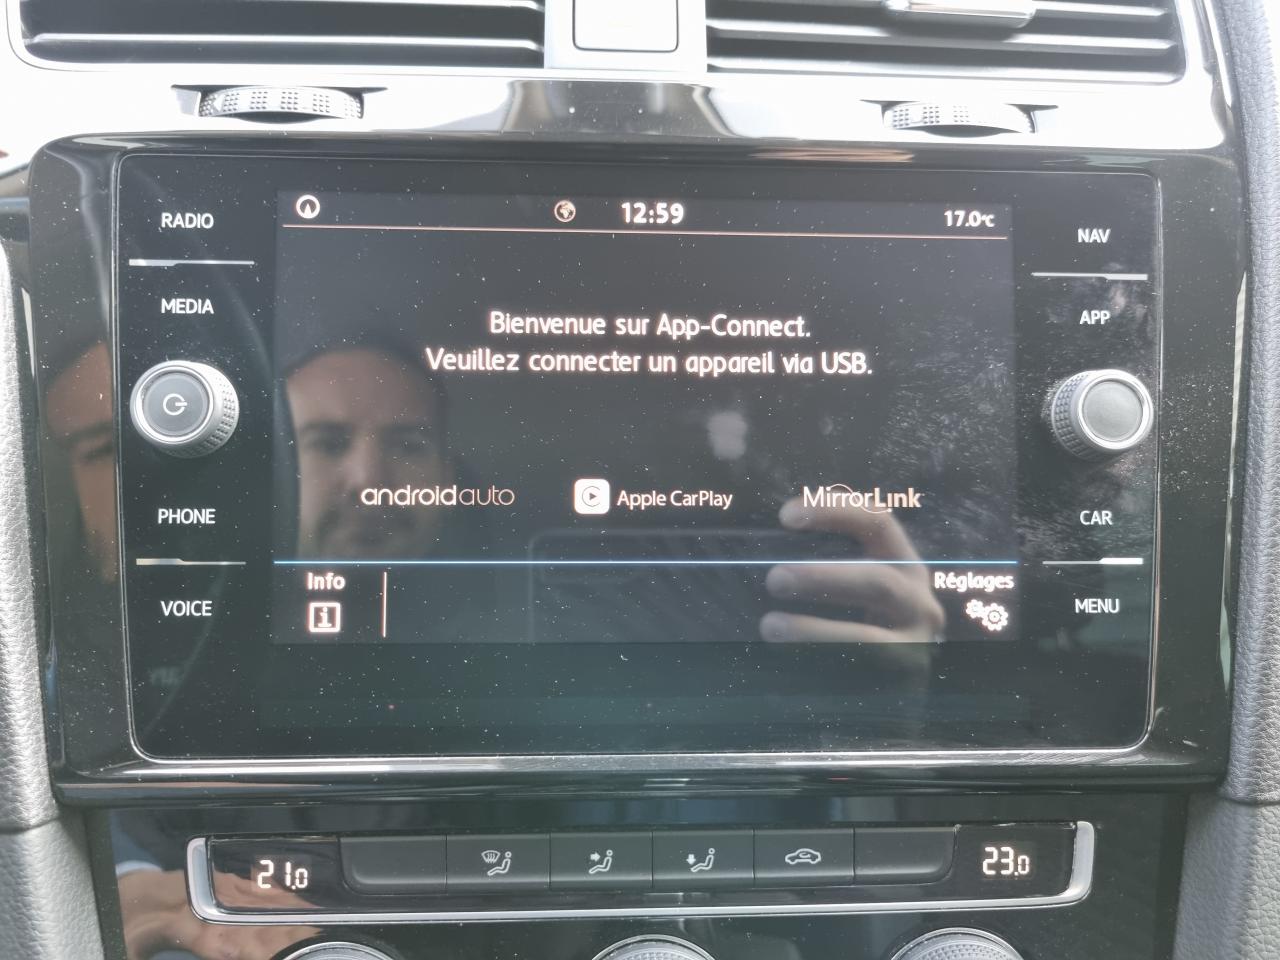 RADIO
MEDIA
PHONE
VOICE
12:59
17.0°C
Bienvenue sur App-Connect.
Veuillez connecter un appareil via USB.
androidauto
Apple CarPlay
MirrorLink
Info
Réglages
NAV
APP
CAR
MENU
21.0
23.0